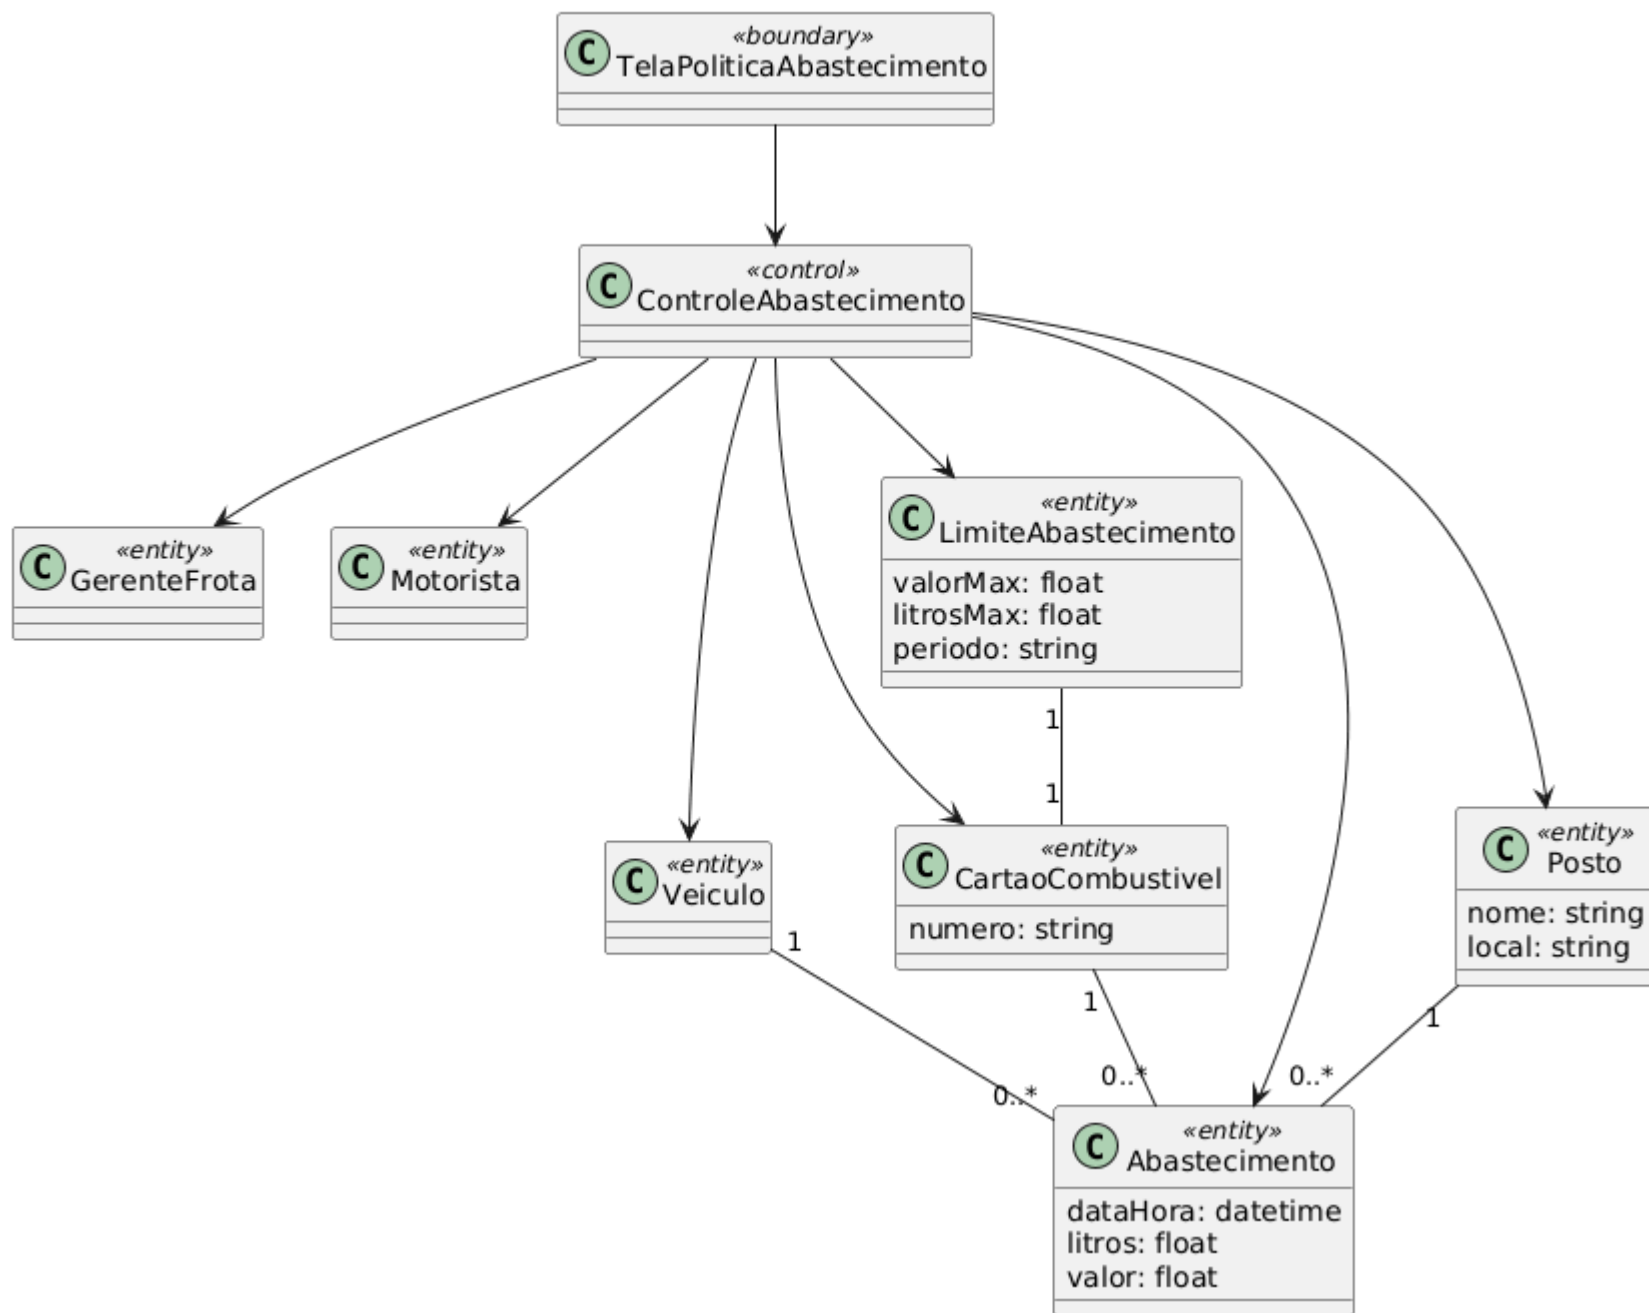 «boundary»
C TelaPoliticaAbastecimento
«control»
C ControleAbastecimento
«entity»
C GerenteFrota
«entity»
C Motorista
«entity»
C LimiteAbastecimento
valorMax: float
litrosMax: float
periodo: string
1
1
«entity»
C Veiculo
1
«entity»
C CartaoCombustivel
numero: string
1
«entity»
C Posto
nome: string
local: string
1
0..*
0..*
0..*
«entity»
C Abastecimento
dataHora: datetime
litros: float
valor: float